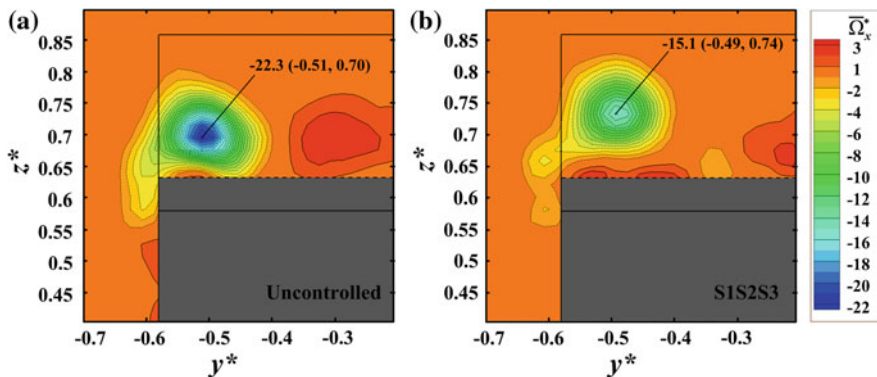 (a)
z*
0.85
0.8
0.75
0.7
0.65
0.6
0.55
0.5
0.45
-22.3 (-0.51, 0.70)
Uncontrolled
-0.7 -0.6 -0.5 -0.4 -0.3
y*
(b)
z*
0.85
0.8
0.75
0.7
0.65
0.6
0.55
0.5
0.45
-15.1 (-0.49, 0.74)
S1S2S3
-0.7 -0.6 -0.5 -0.4 -0.3
y*
Ω̅ₓ*
3
1
-2
-4
-6
-8
-10
-12
-14
-16
-18
-20
-22